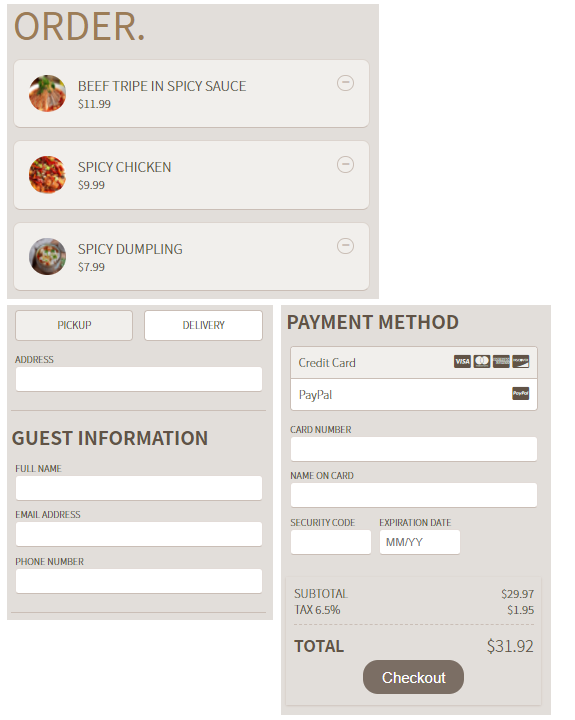 ORDER.
BEEF TRIPE IN SPICY SAUCE
$11.99
SPICY CHICKEN
$9.99
SPICY DUMPLING
$7.99
PICKUP DELIVERY
ADDRESS
GUEST INFORMATION
FULL NAME
EMAIL ADDRESS
PHONE NUMBER
PAYMENT METHOD
Credit Card VISA
PayPal PayPal
CARD NUMBER
NAME ON CARD
SECURITY CODE EXPIRATION DATE
MM/YY
SUBTOTAL $29.97
TAX 6.5% $1.95
TOTAL $31.92
Checkout